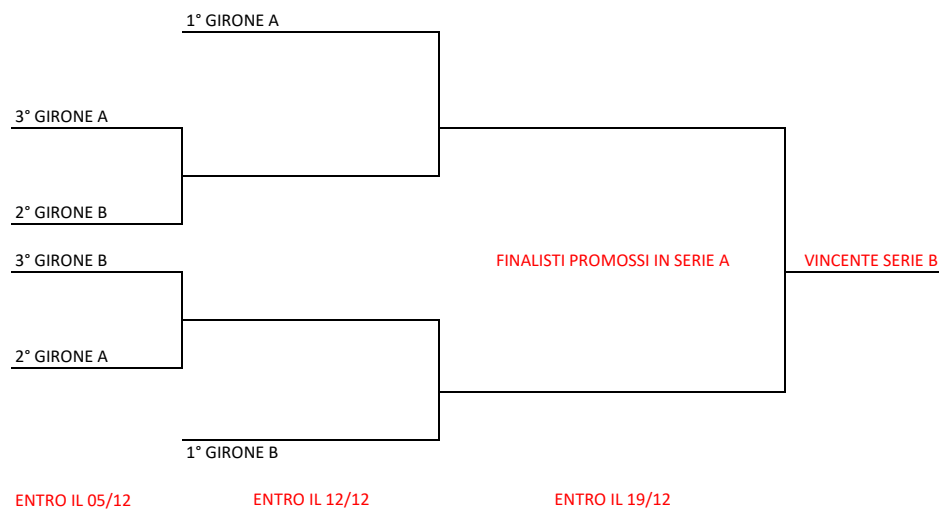 1° GIRONE A
3° GIRONE A
2° GIRONE B
3° GIRONE B
FINALISTI PROMOSSI IN SERIE A
VINCENTE SERIE B
2° GIRONE A
1° GIRONE B
ENTRO IL 05/12
ENTRO IL 12/12
ENTRO IL 19/12